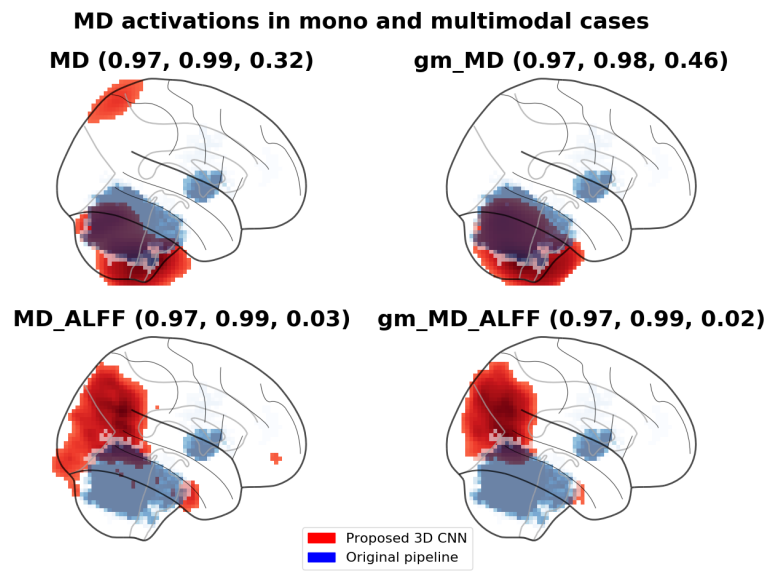 MD activations in mono and multimodal cases
MD (0.97, 0.99, 0.32)
gm_MD (0.97, 0.98, 0.46)
MD_ALFF (0.97, 0.99, 0.03)
gm_MD_ALFF (0.97, 0.99, 0.02)
Proposed 3D CNN
Original pipeline